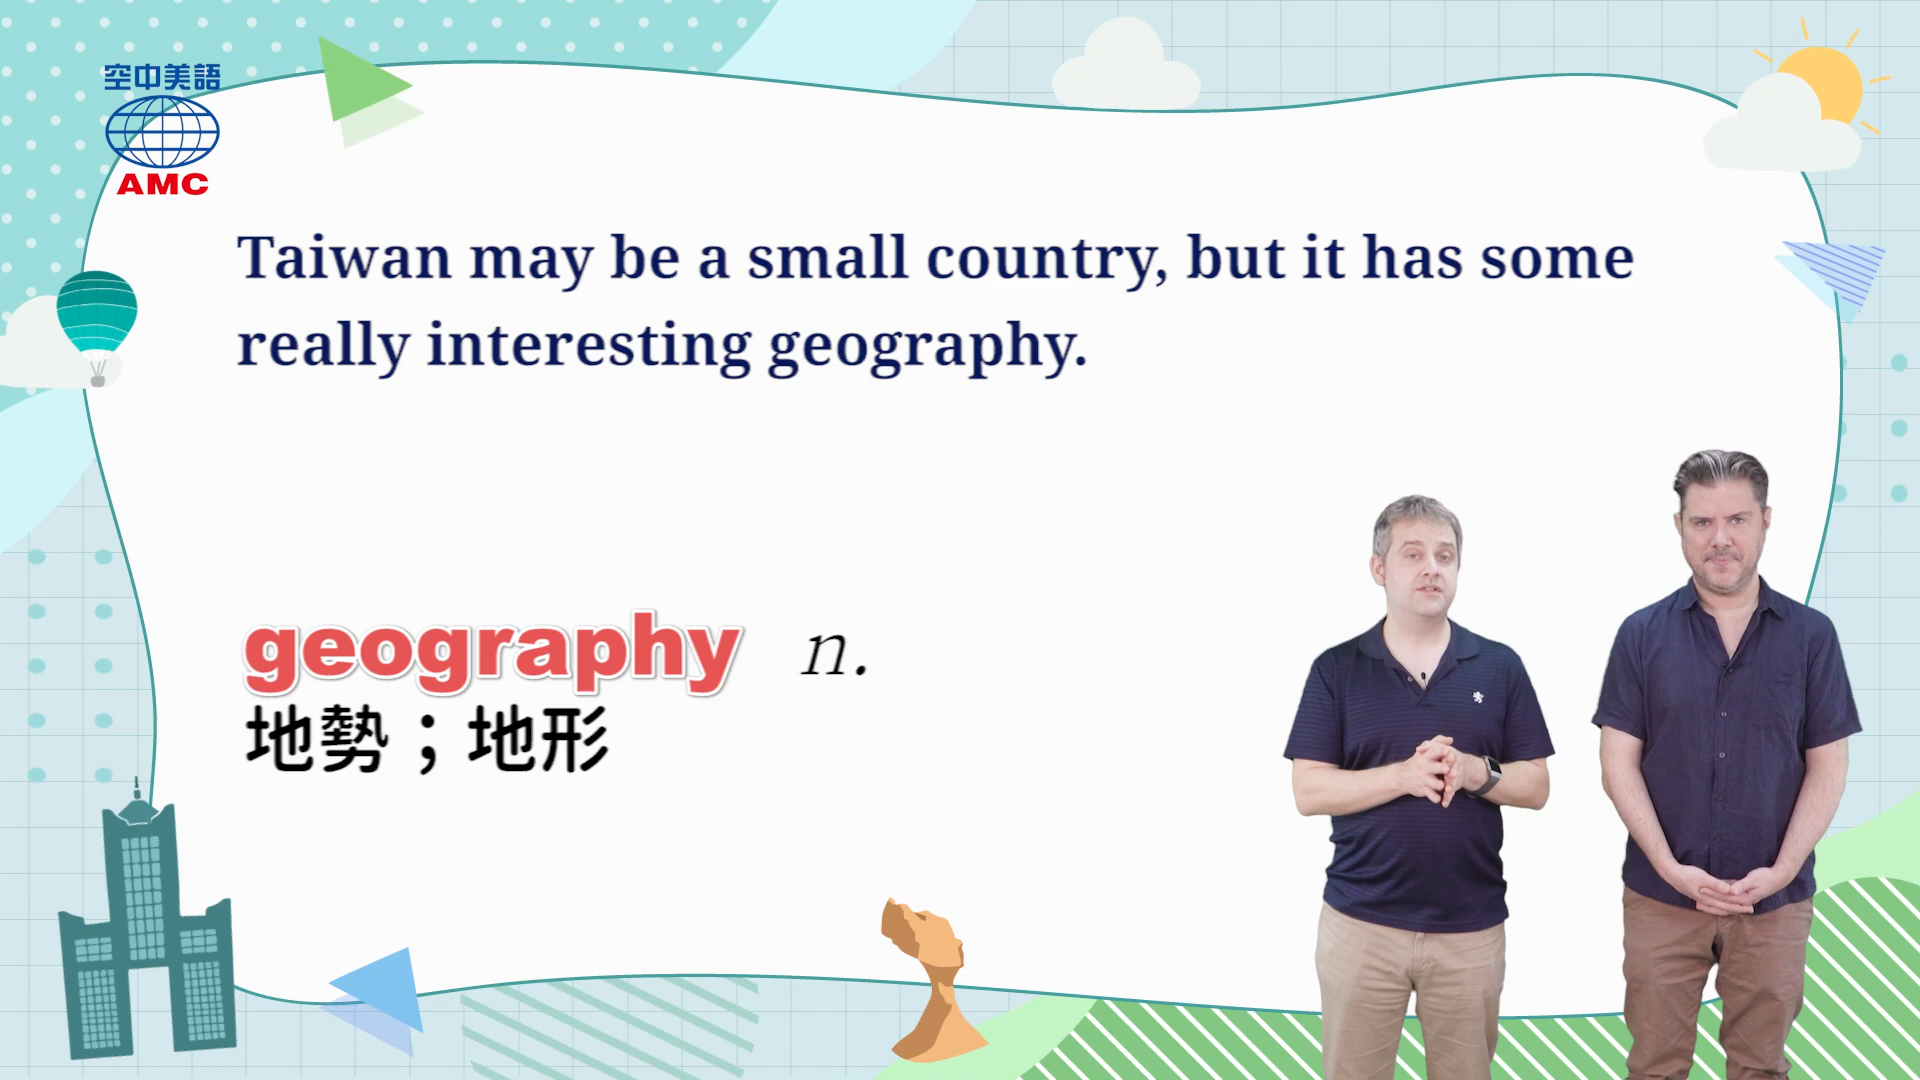 空中美語
AMC
Taiwan may be a small country, but it has some
really interesting geography.
geography n.
地勢；地形